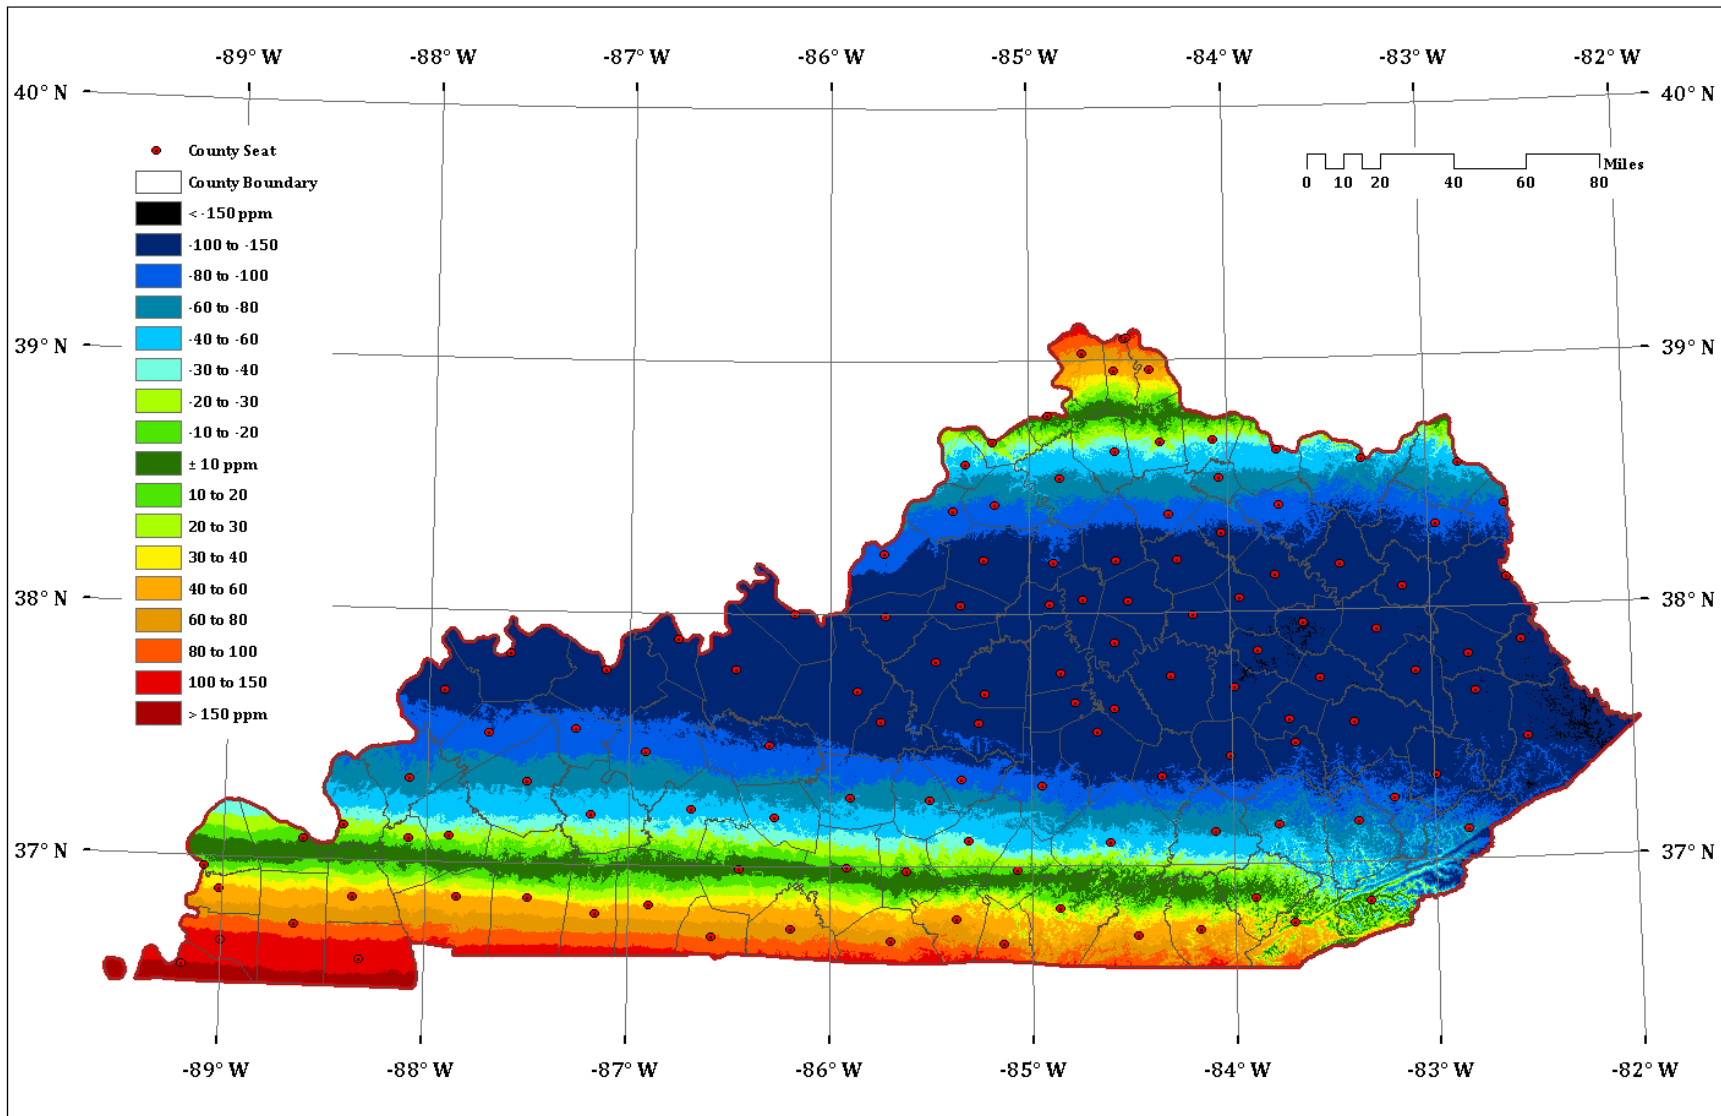 -89° W -88° W -87° W -86° W -85° W -84° W -83° W -82° W
40° N 40° N
County Seat
County Boundary
< -150 ppm
-100 to -150
-80 to -100
-60 to -80
-40 to -60
-30 to -40
-20 to -30
-10 to -20
± 10 ppm
10 to 20
20 to 30
30 to 40
40 to 60
60 to 80
80 to 100
100 to 150
> 150 ppm
Miles
0 10 20 40 60 80
39° N 39° N
38° N 38° N
37° N 37° N
-89° W -88° W -87° W -86° W -85° W -84° W -83° W -82° W